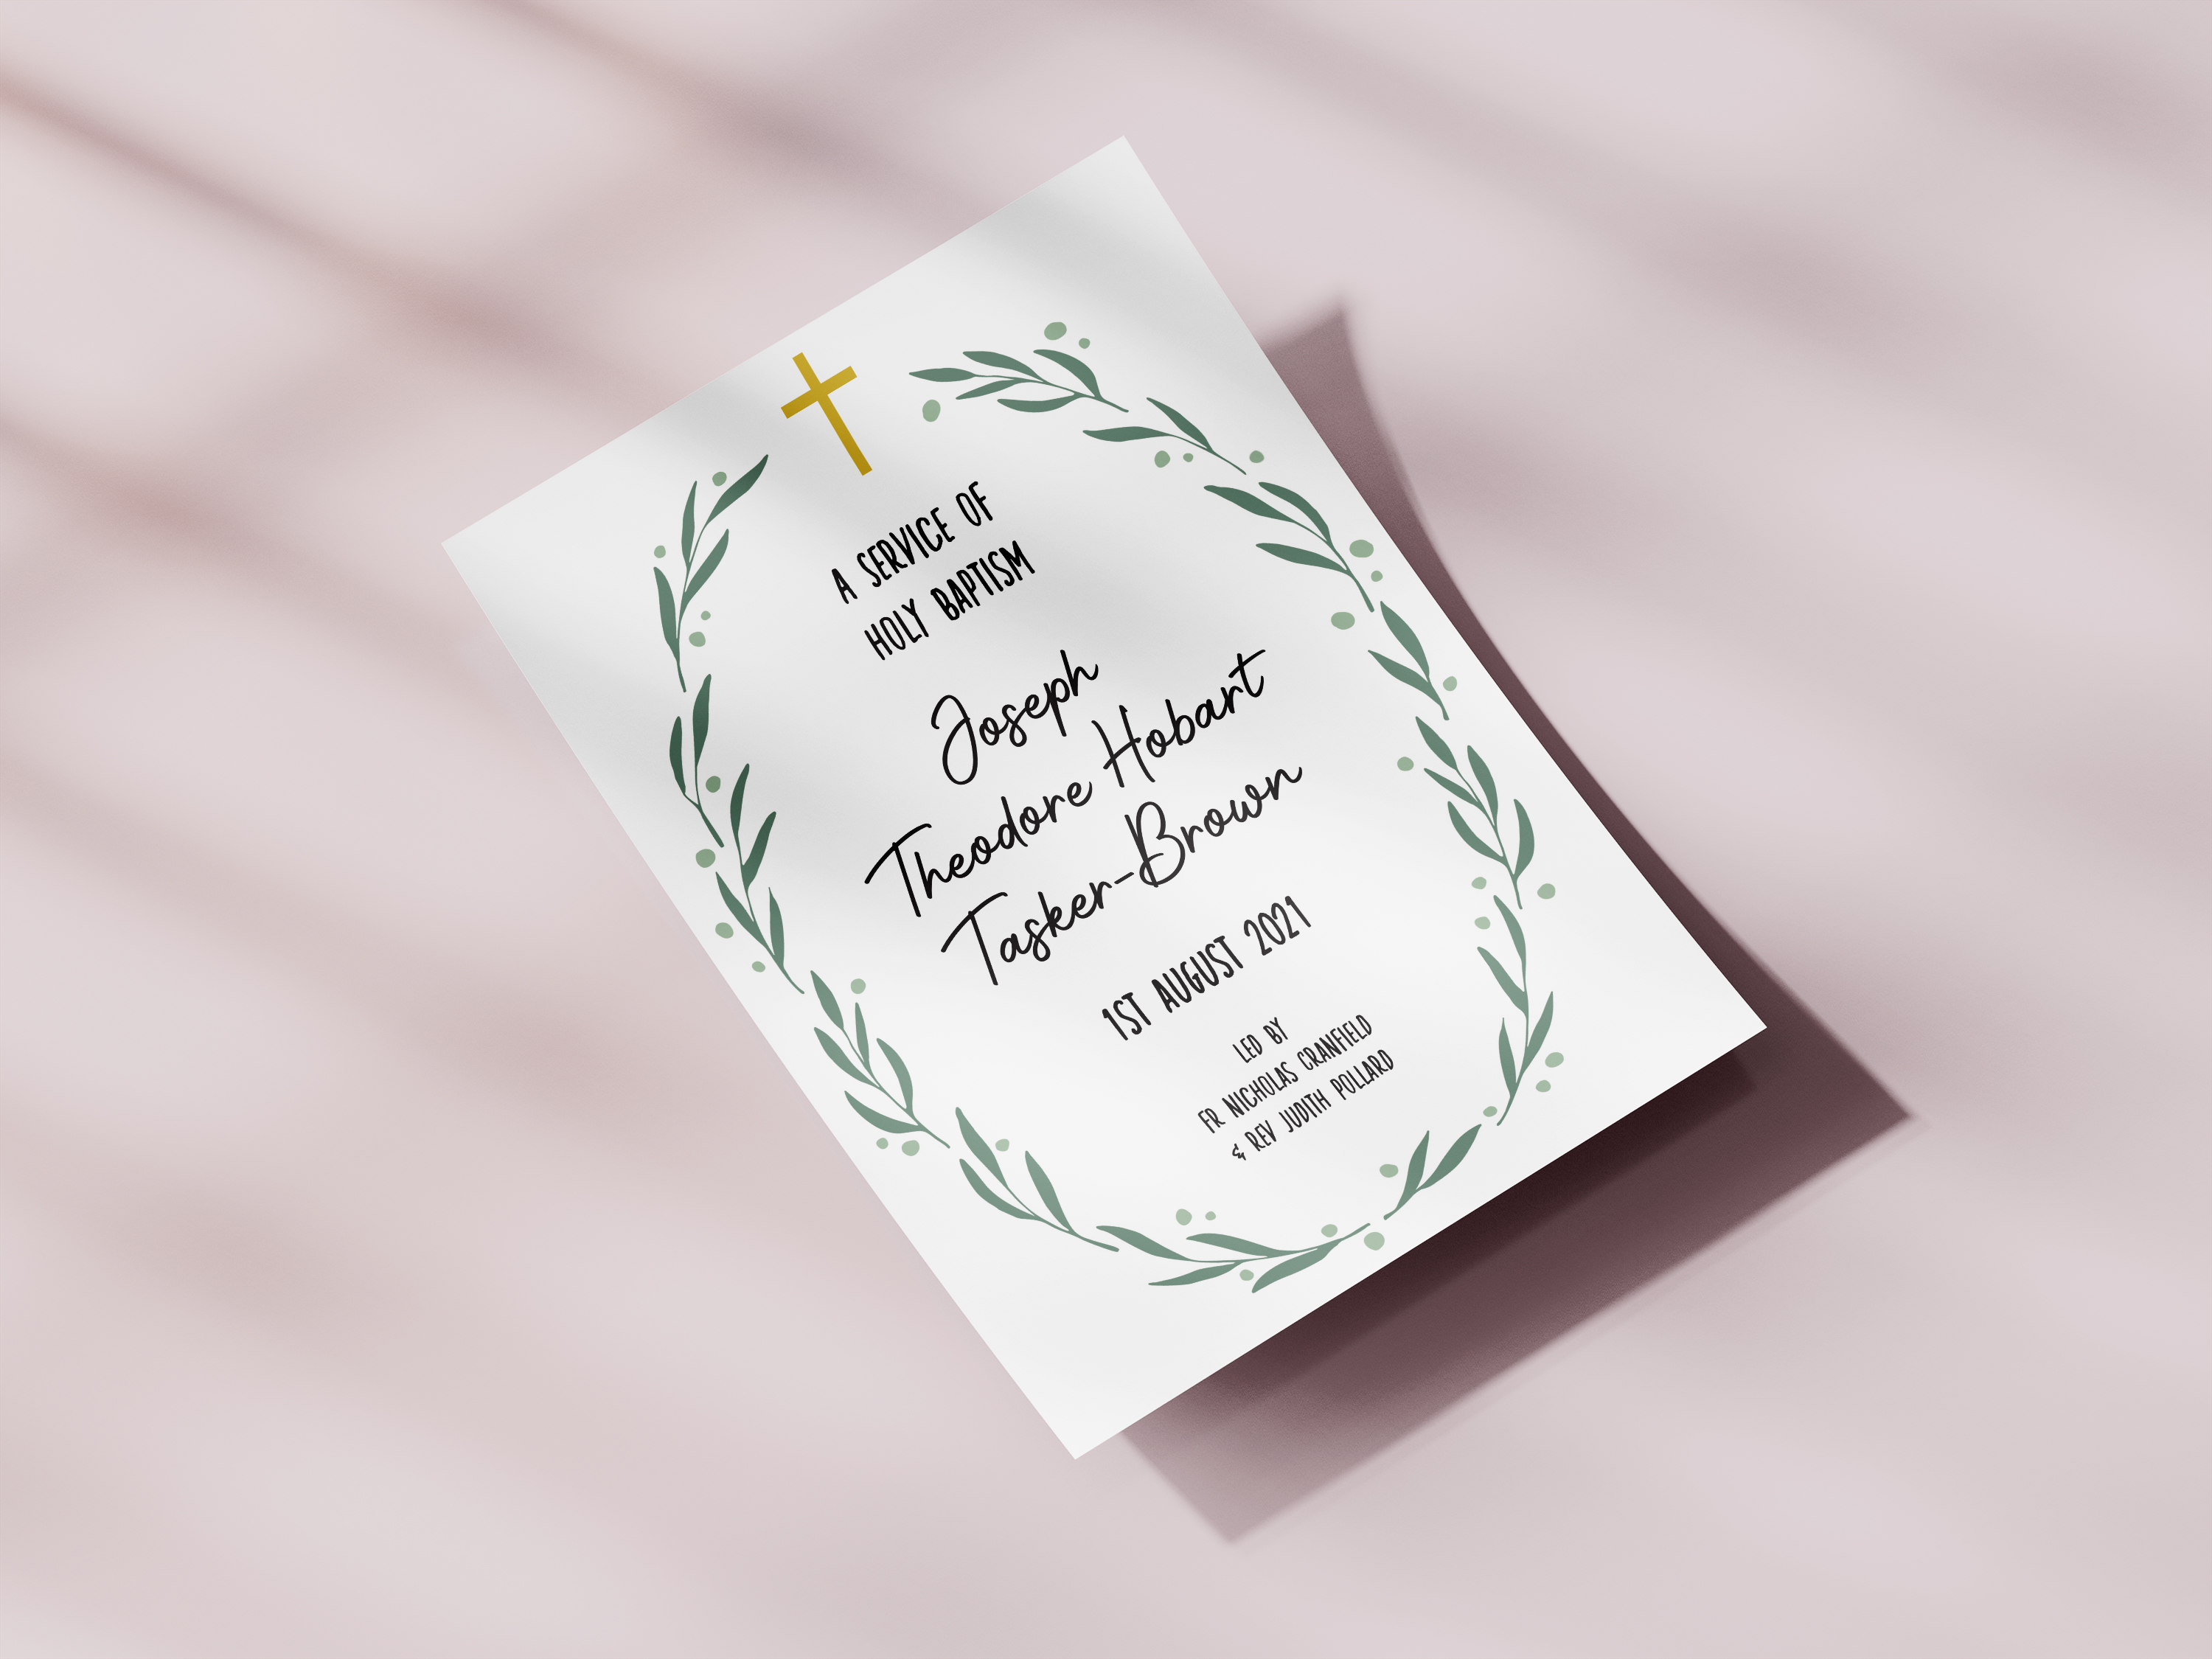 A SERVICE OF
HOLY BAPTISM
Joseph
Theodore Hobart
Tasker-Brown
1ST AUGUST 2021
LED BY
FR NICHOLAS CRANFIELD
& REV JUDITH POLLARD